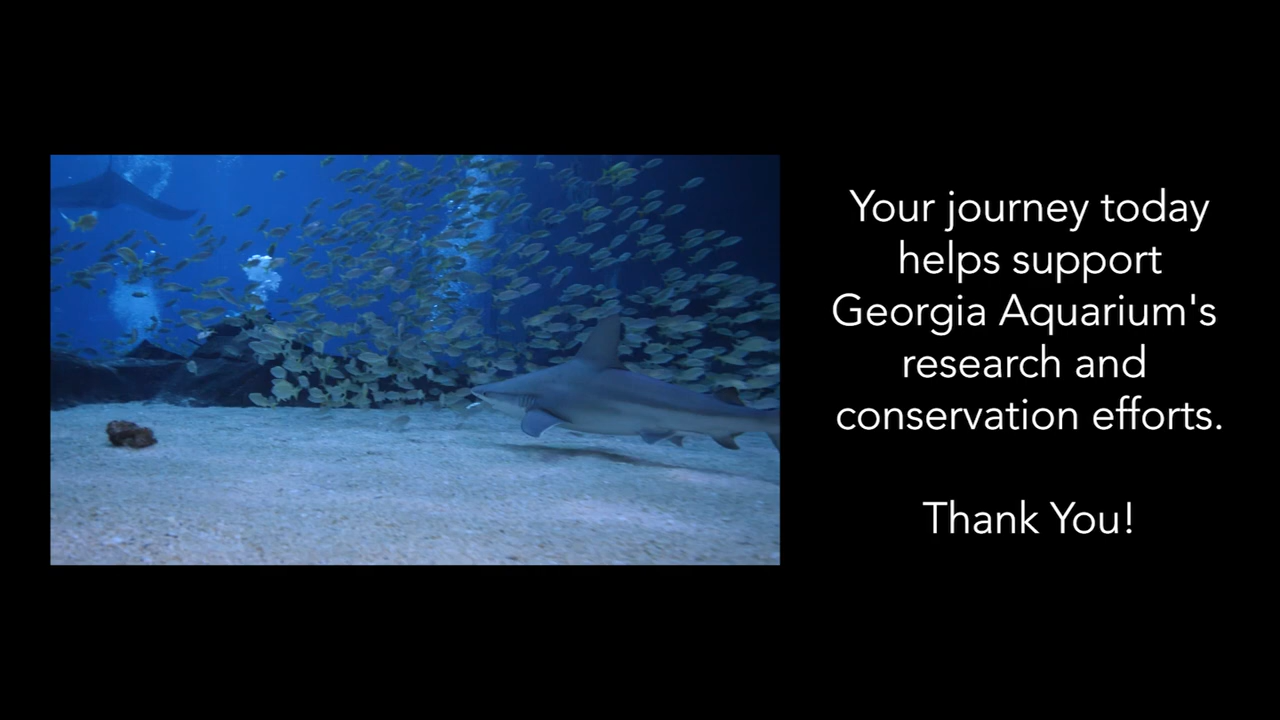 Your journey today
helps support
Georgia Aquarium's
research and
conservation efforts.
Thank You!